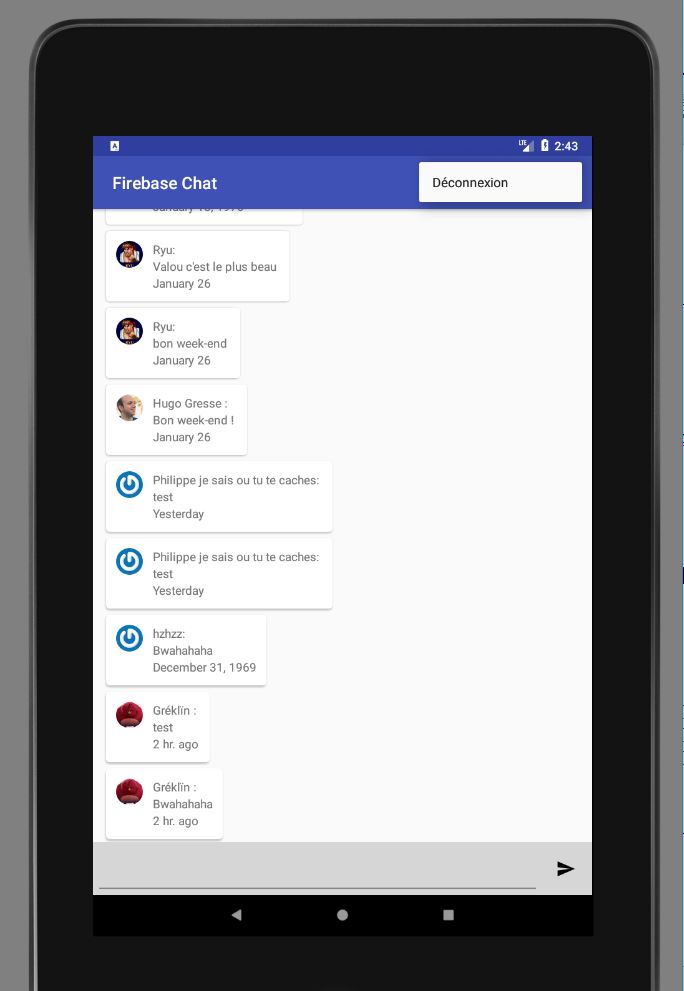 LTE 2:43
Firebase Chat
Déconnexion
Ryu:
Valou c'est le plus beau
January 26
Ryu:
bon week-end
January 26
Hugo Gresse :
Bon week-end !
January 26
Philippe je sais ou tu te caches:
test
Yesterday
Philippe je sais ou tu te caches:
test
Yesterday
hzhzz:
Bwahahaha
December 31, 1969
Gréklïn :
test
2 hr. ago
Gréklïn :
Bwahahaha
2 hr. ago